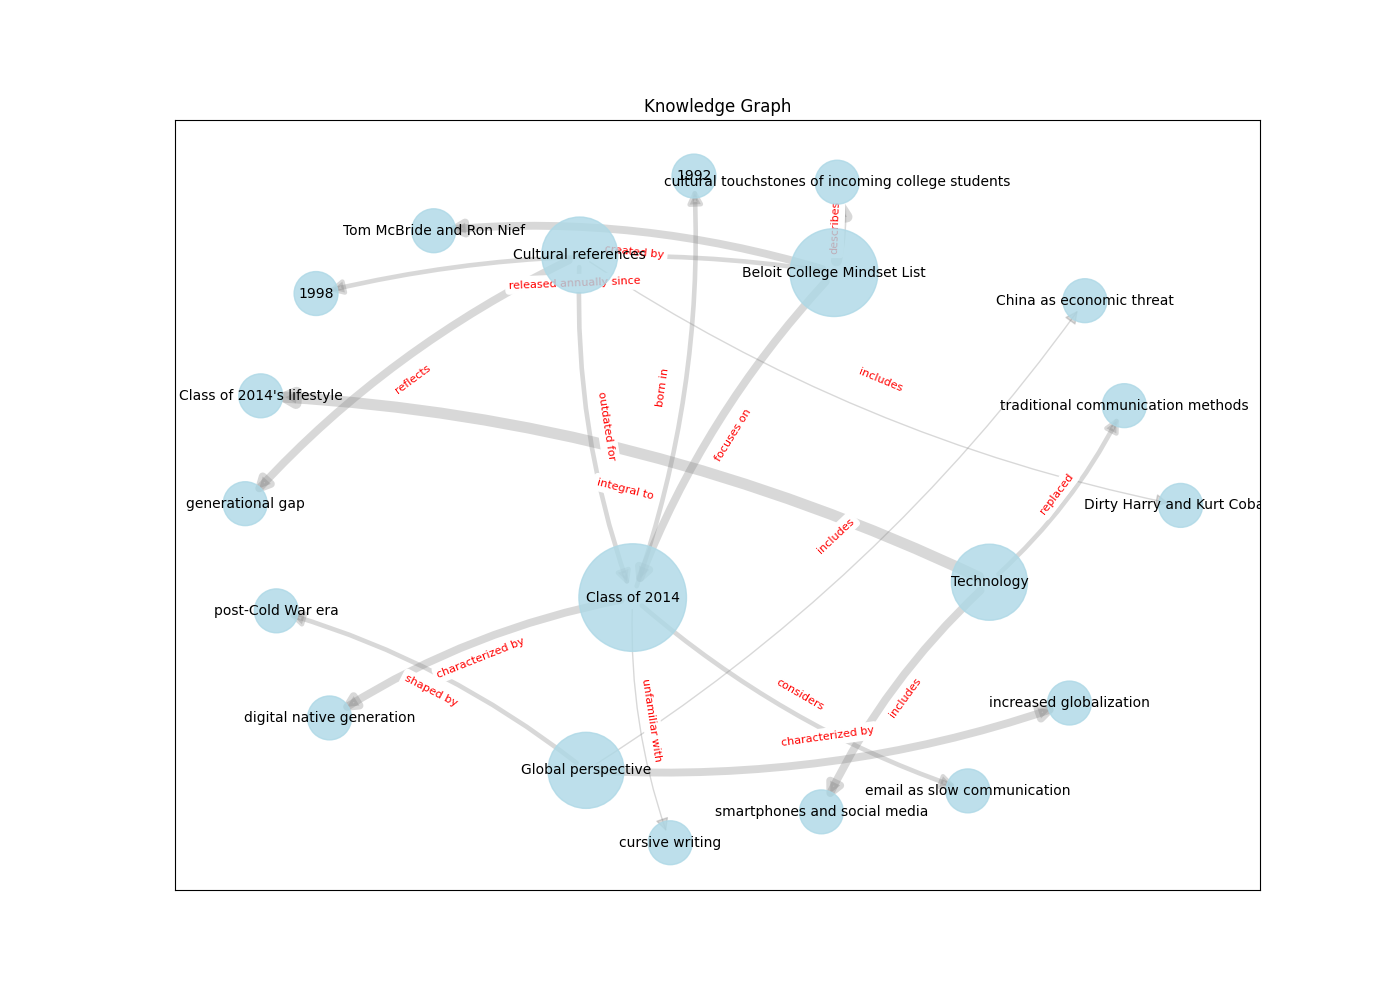 Knowledge Graph
1992
cultural touchstones of incoming college students
describes
Tom McBride and Ron Nief
Cultural references
created by
Beloit College Mindset List
released annually since
1998
China as economic threat
includes
reflects
born in
Class of 2014's lifestyle
outdated for
focuses on
traditional communication methods
integral to
replaced
generational gap
Dirty Harry and Kurt Coba
includes
Technology
Class of 2014
post-Cold War era
characterized by
shaped by
considers
includes
unfamiliar with
increased globalization
digital native generation
characterized by
Global perspective
email as slow communication
smartphones and social media
cursive writing